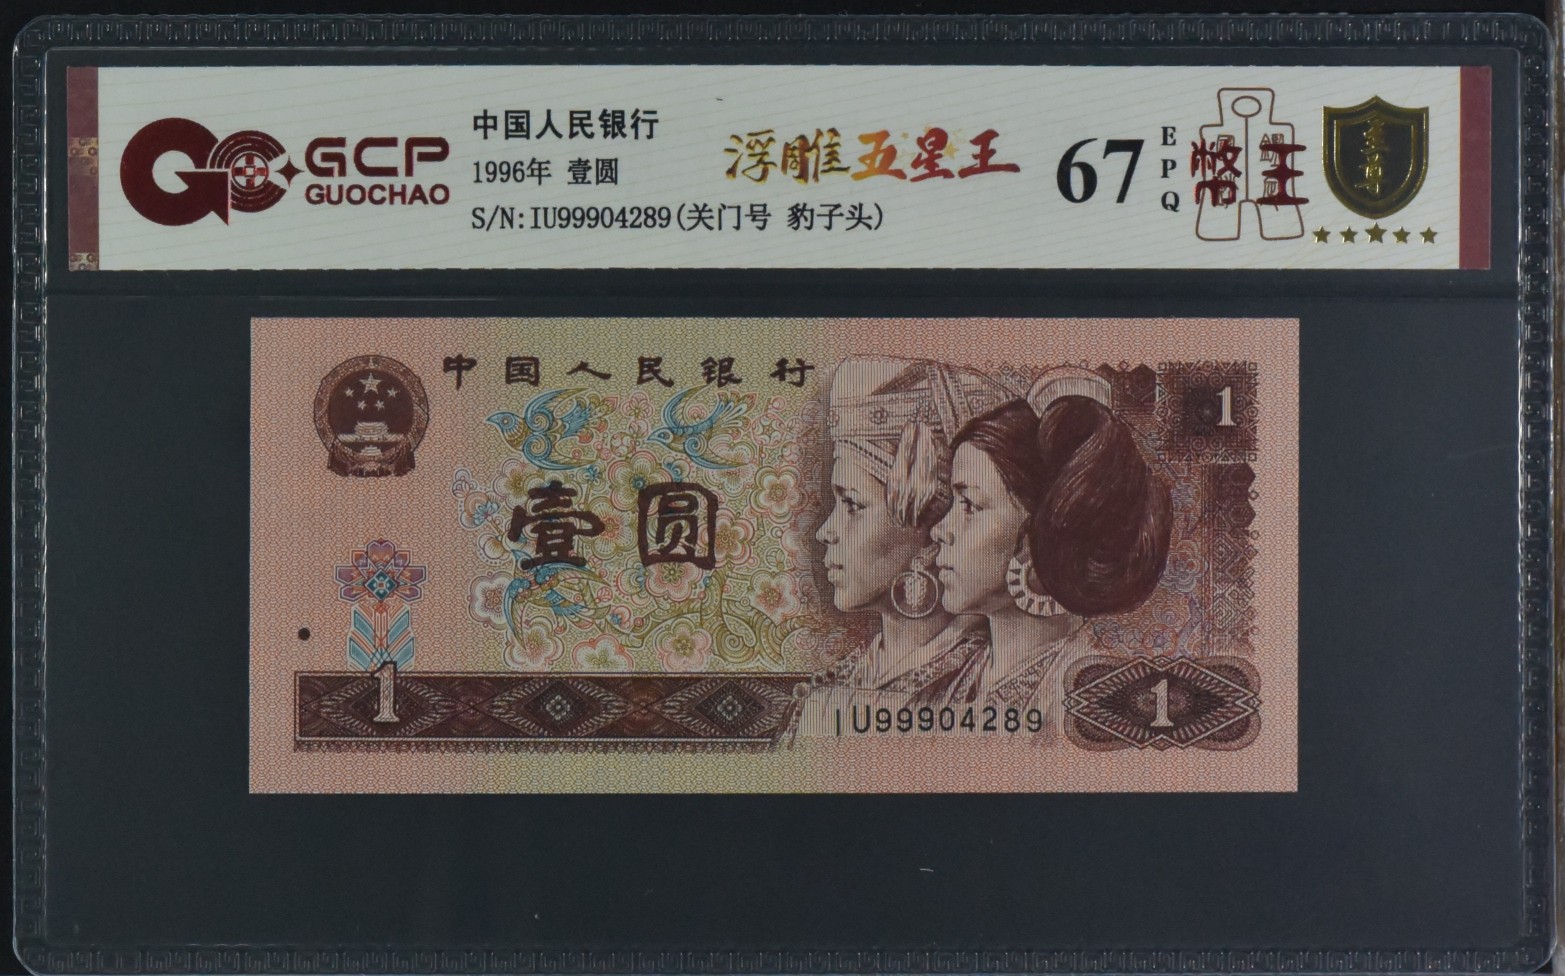 GCP
GUOCHAO
中国人民银行
1996年 壹圆
S/N:IU99904289(关门号 豹子头)
浮雕五星王
67
EPQ
币王
至尊
中国人民银行
1
壹圆
1
IU99904289
1